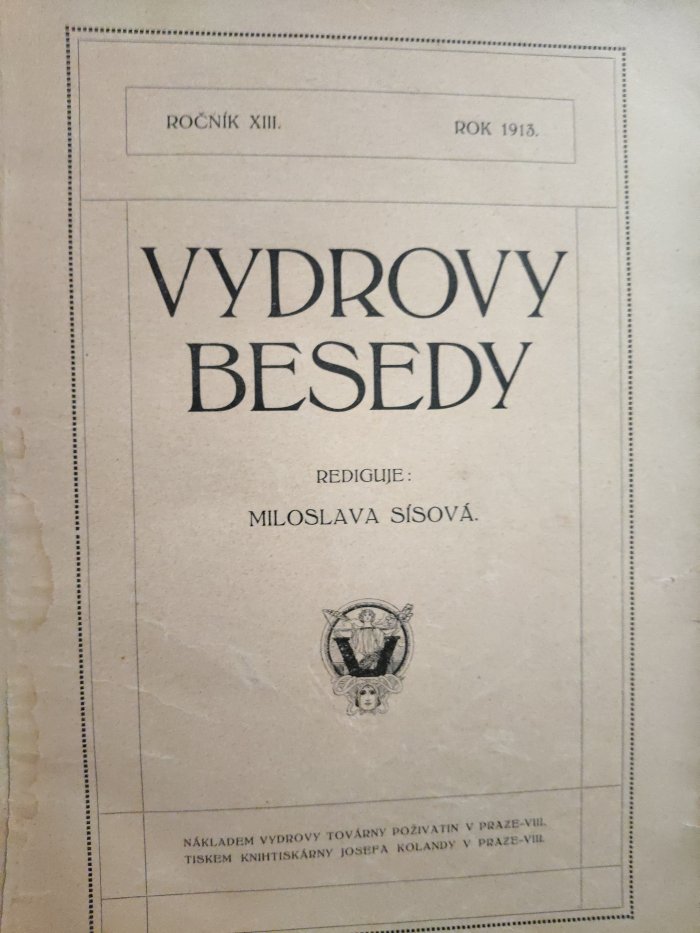 ROČNÍK XIII.
ROK 1913.
VYDROVY
BESEDY
REDIGUJE:
MILOSLAVA SÍSOVÁ.
V
NÁKLADEM VYDROVY TOVÁRNY POŽIVATIN V PRAZE-VIII.
TISKEM KNIHTISKÁRNY JOSEFA KOLANDY V PRAZE-VIII.